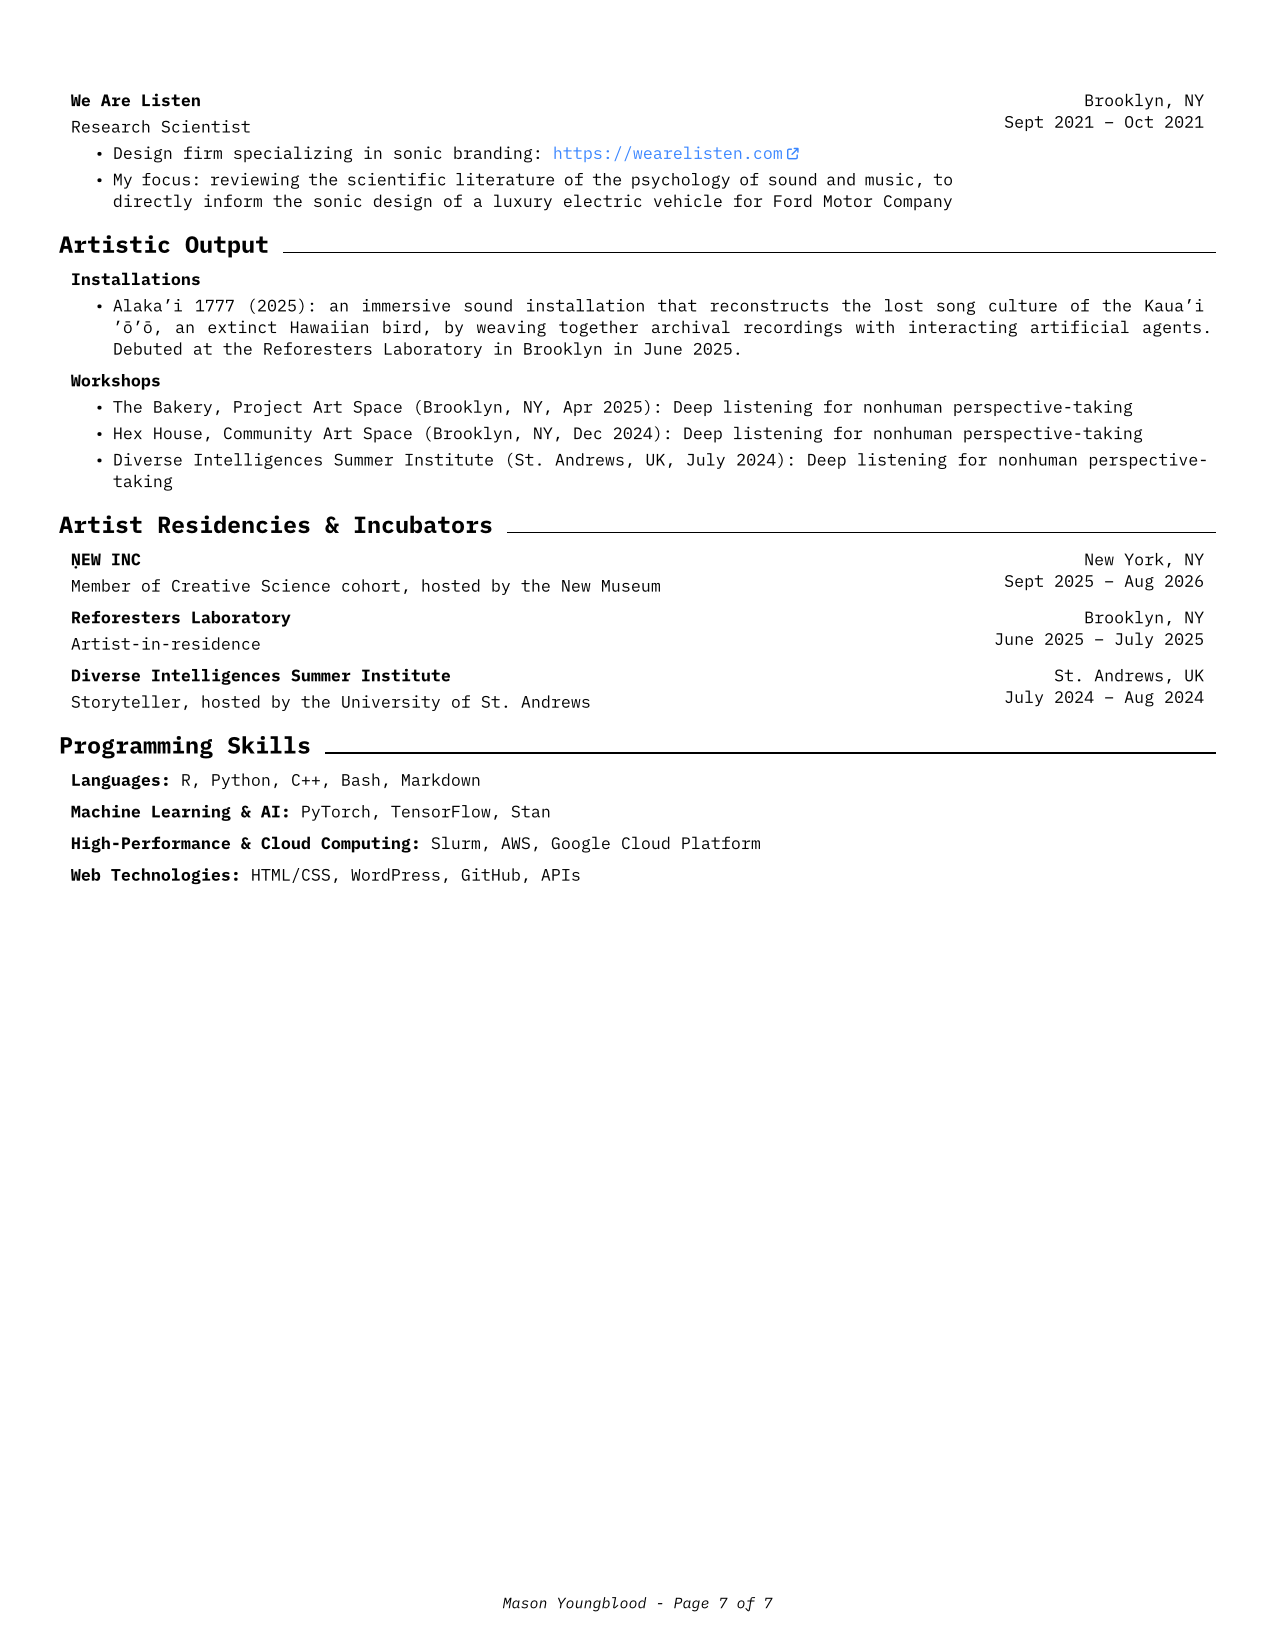 We Are Listen
Brooklyn, NY
Research Scientist
Sept 2021 – Oct 2021
• Design firm specializing in sonic branding: https://wearelisten.com
• My focus: reviewing the scientific literature of the psychology of sound and music, to
directly inform the sonic design of a luxury electric vehicle for Ford Motor Company
Artistic Output
Installations
• Alaka’i 1777 (2025): an immersive sound installation that reconstructs the lost song culture of the Kaua’i
’ō’ō, an extinct Hawaiian bird, by weaving together archival recordings with interacting artificial agents.
Debuted at the Reforesters Laboratory in Brooklyn in June 2025.
Workshops
• The Bakery, Project Art Space (Brooklyn, NY, Apr 2025): Deep listening for nonhuman perspective-taking
• Hex House, Community Art Space (Brooklyn, NY, Dec 2024): Deep listening for nonhuman perspective-taking
• Diverse Intelligences Summer Institute (St. Andrews, UK, July 2024): Deep listening for nonhuman perspective-
taking
Artist Residencies & Incubators
ṆEW INC
New York, NY
Member of Creative Science cohort, hosted by the New Museum
Sept 2025 – Aug 2026
Reforesters Laboratory
Brooklyn, NY
Artist-in-residence
June 2025 – July 2025
Diverse Intelligences Summer Institute
St. Andrews, UK
Storyteller, hosted by the University of St. Andrews
July 2024 – Aug 2024
Programming Skills
Languages: R, Python, C++, Bash, Markdown
Machine Learning & AI: PyTorch, TensorFlow, Stan
High-Performance & Cloud Computing: Slurm, AWS, Google Cloud Platform
Web Technologies: HTML/CSS, WordPress, GitHub, APIs
Mason Youngblood - Page 7 of 7